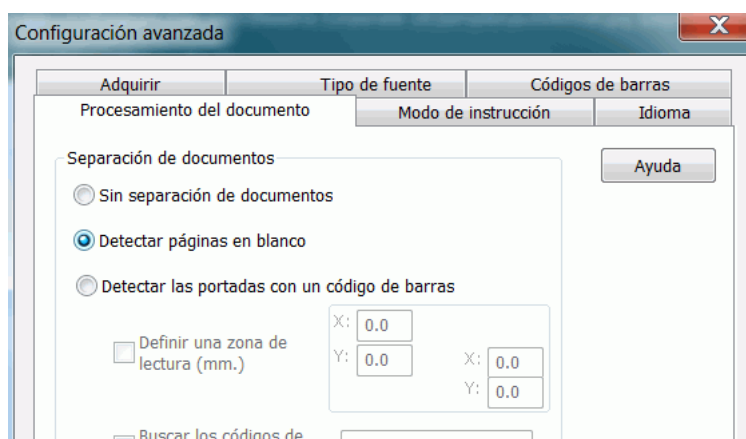 Configuración avanzada
X
Adquirir Tipo de fuente Códigos de barras
Procesamiento del documento Modo de instrucción Idioma
Separación de documentos
Ayuda
Sin separación de documentos
Detectar páginas en blanco
Detectar las portadas con un código de barras
Definir una zona de
lectura (mm.)
X: 0.0
Y: 0.0
X: 0.0
Y: 0.0
Buscar los códigos de